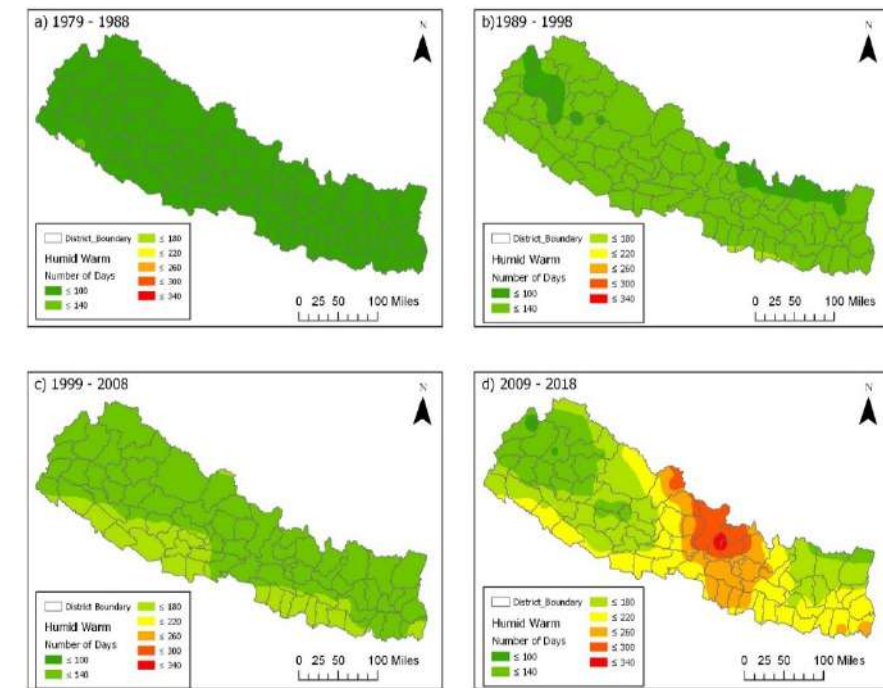 a) 1979 - 1988
N
District_Boundary
Humid Warm
Number of Days
≤ 100
≤ 140
≤ 180
≤ 220
≤ 260
≤ 300
≤ 340
0 25 50 100 Miles
b)1989 - 1998
N
District_Boundary
Humid Warm
Number of Days
≤ 100
≤ 140
≤ 180
≤ 220
≤ 260
≤ 300
≤ 340
0 25 50 100 Miles
c) 1999 - 2008
N
District_Boundary
Humid Warm
Number of Days
≤ 100
≤ 140
≤ 180
≤ 220
≤ 260
≤ 300
≤ 340
0 25 50 100 Miles
d) 2009 - 2018
N
District_Boundary
Humid Warm
Number of Days
≤ 100
≤ 140
≤ 180
≤ 220
≤ 260
≤ 300
≤ 340
0 25 50 100 Miles